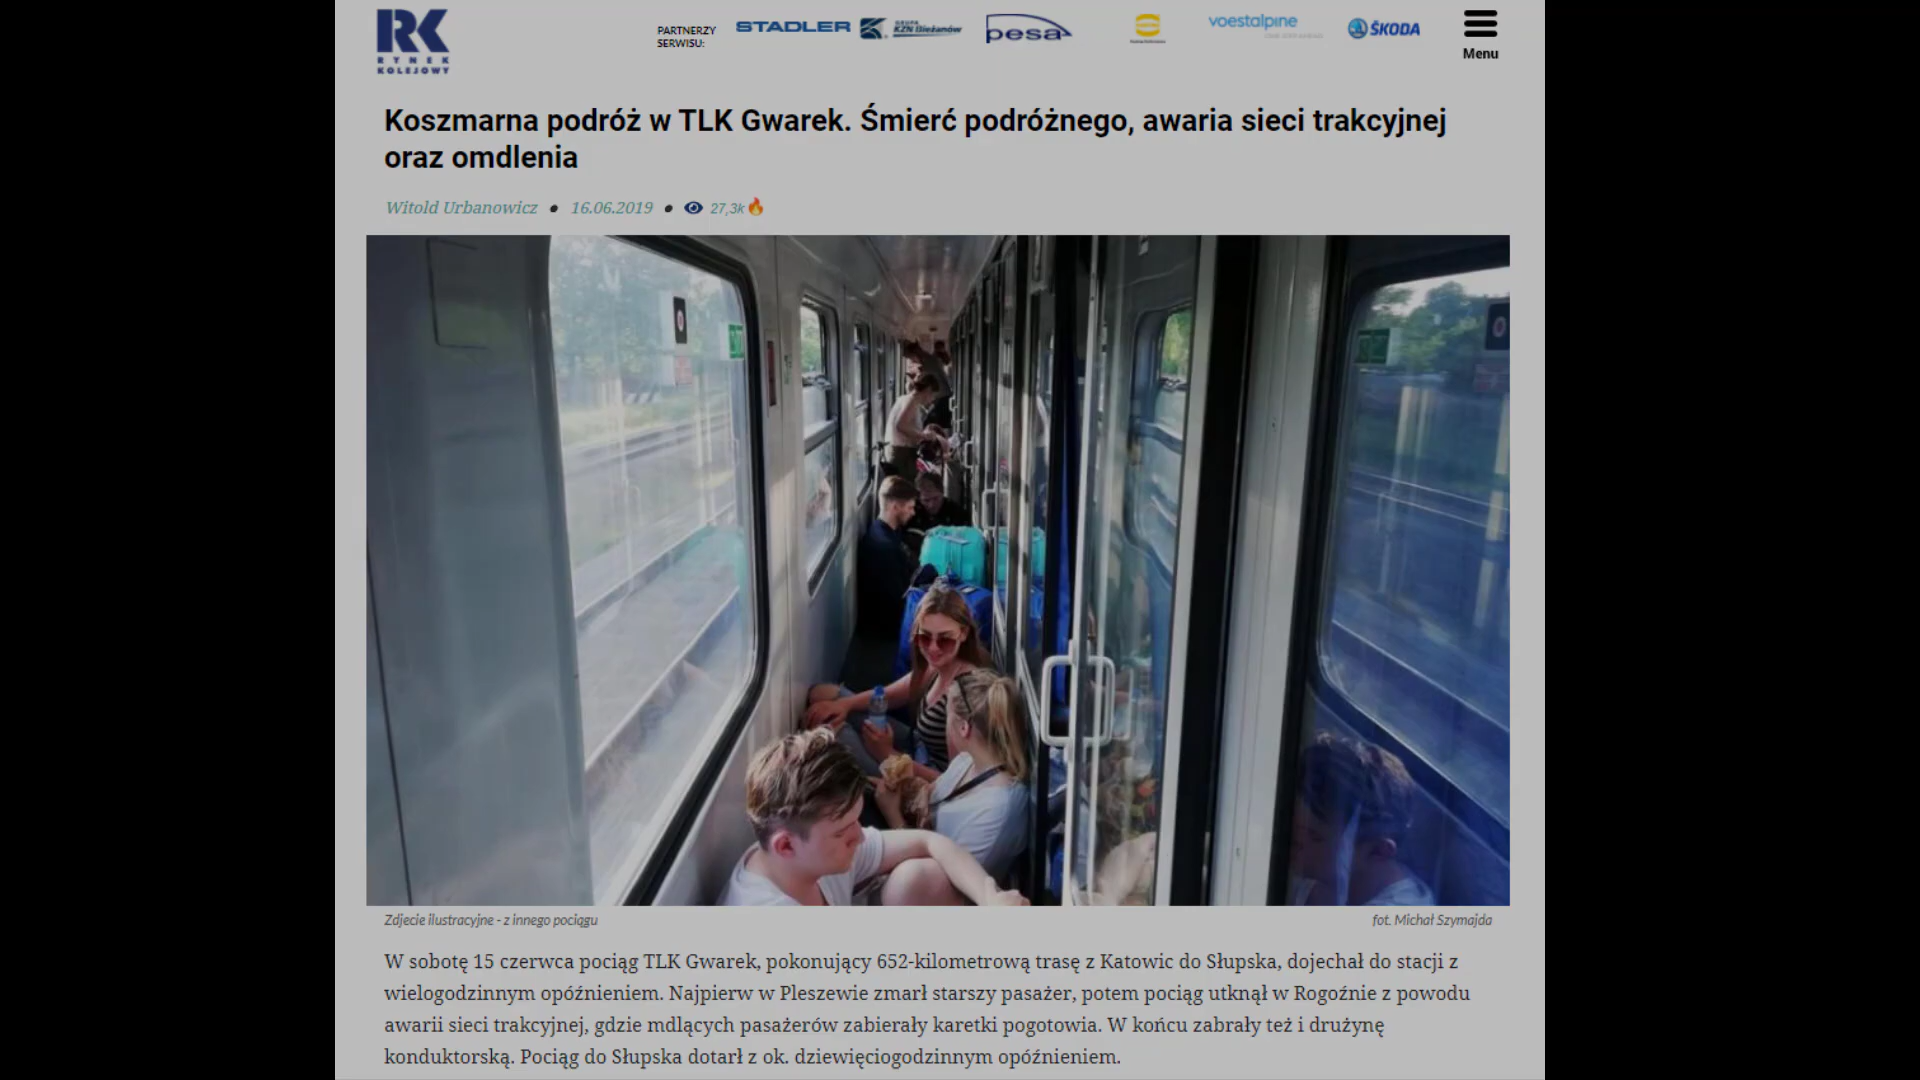 RK
RYNEK
KOLEJOWY
PARTNERZY
SERWISU:
STADLER
GRUPA
KZN Bieżanów
pesa
voestalpine
ŠKODA
Menu
Koszmarna podróż w TLK Gwarek. Śmierć podróżnego, awaria sieci trakcyjnej
oraz omdlenia
Witold Urbanowicz • 16.06.2019 • 27,3k
Zdjecie ilustracyjne - z innego pociągu
fot. Michał Szymajda
W sobotę 15 czerwca pociąg TLK Gwarek, pokonujący 652-kilometrową trasę z Katowic do Słupska, dojechał do stacji z
wielogodzinnym opóźnieniem. Najpierw w Pleszewie zmarł starszy pasażer, potem pociąg utknął w Rogoźnie z powodu
awarii sieci trakcyjnej, gdzie mdlących pasażerów zabierały karetki pogotowia. W końcu zabrały też i drużynę
konduktorską. Pociąg do Słupska dotarł z ok. dziewięciogodzinnym opóźnieniem.